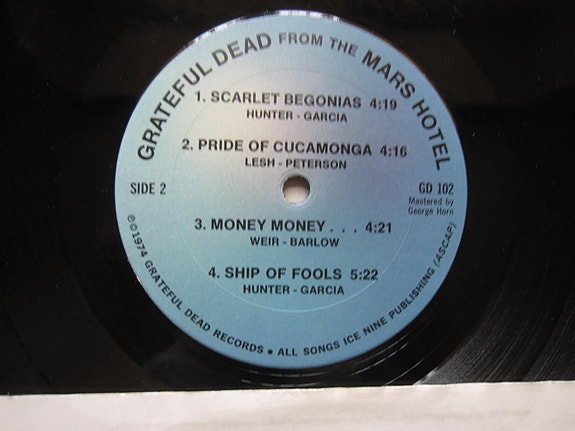 GRATEFUL DEAD FROM THE MARS HOTEL
1. SCARLET BEGONIAS 4:19
HUNTER - GARCIA
2. PRIDE OF CUCAMONGA 4:16
LESH - PETERSON
SIDE 2
GD 102
Mastered by
George Horn
3. MONEY MONEY . . . 4:21
WEIR - BARLOW
4. SHIP OF FOOLS 5:22
HUNTER - GARCIA
℗©1974 GRATEFUL DEAD RECORDS • ALL SONGS ICE NINE PUBLISHING (ASCAP)